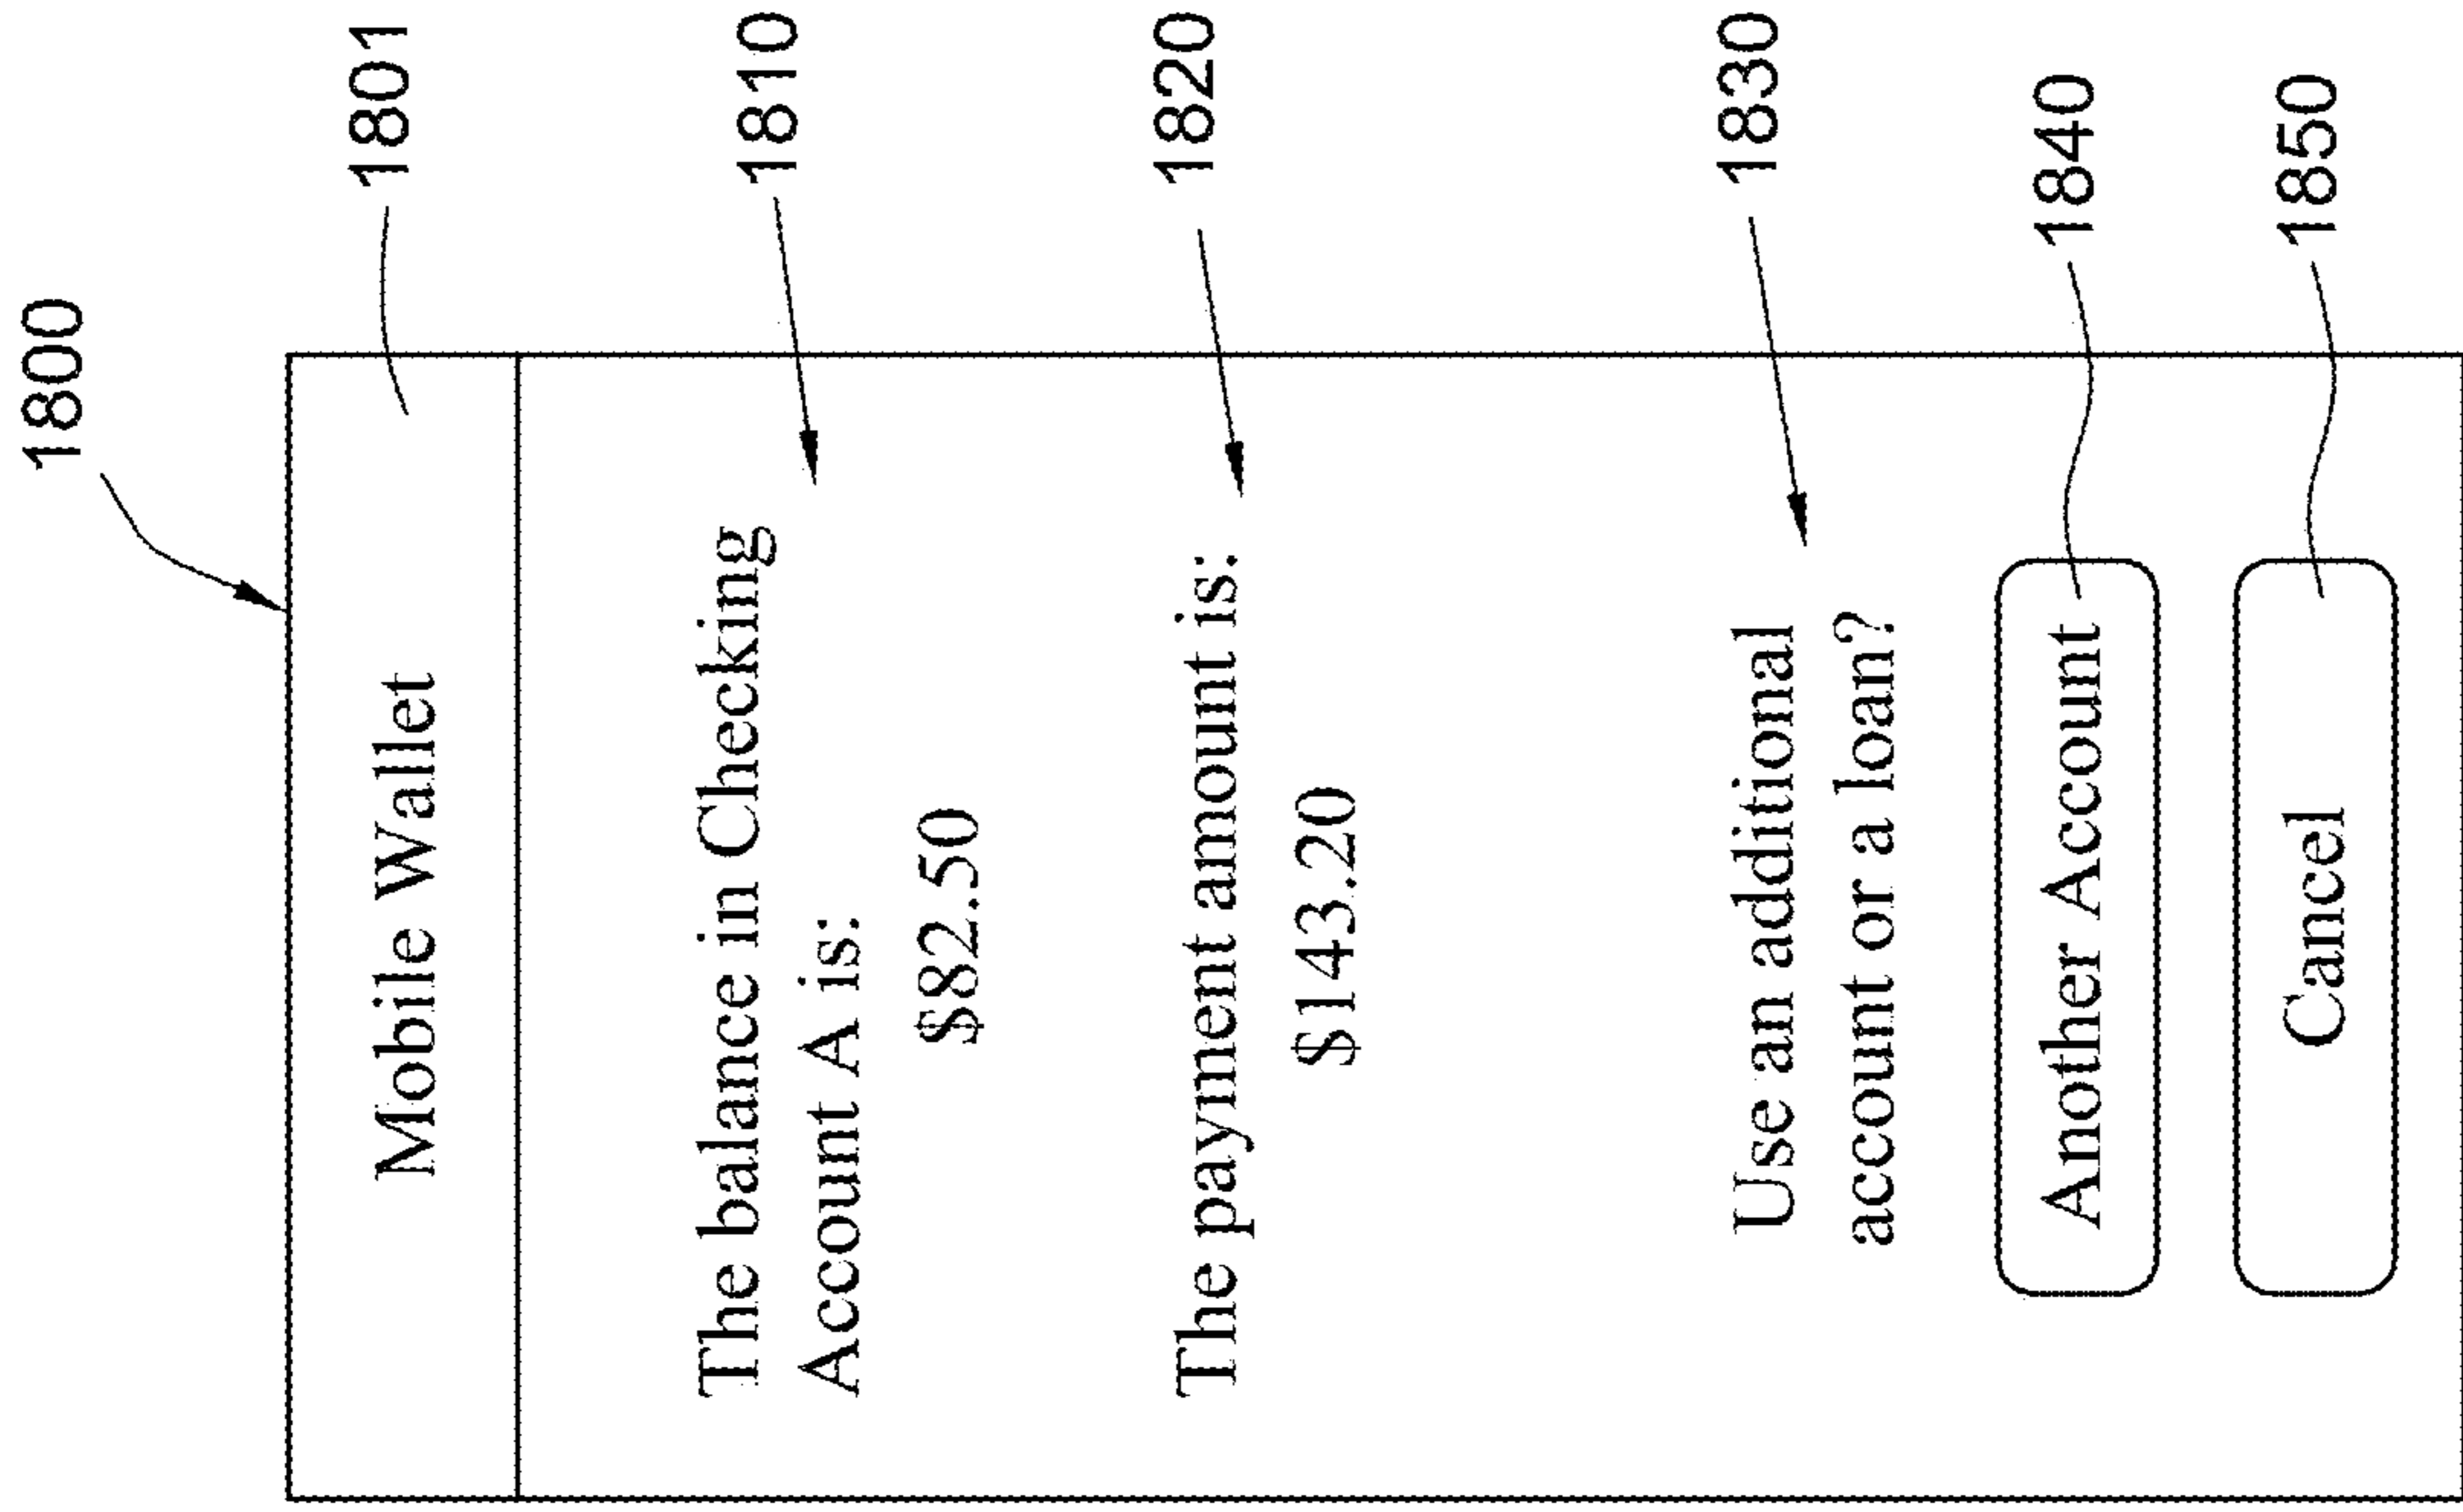 1800
Mobile Wallet
1801
The balance in Checking
Account A is:
1810
$82.50
The payment amount is:
1820
$143.20
Use an additional
account or a loan?
1830
Another Account
1840
Cancel
1850